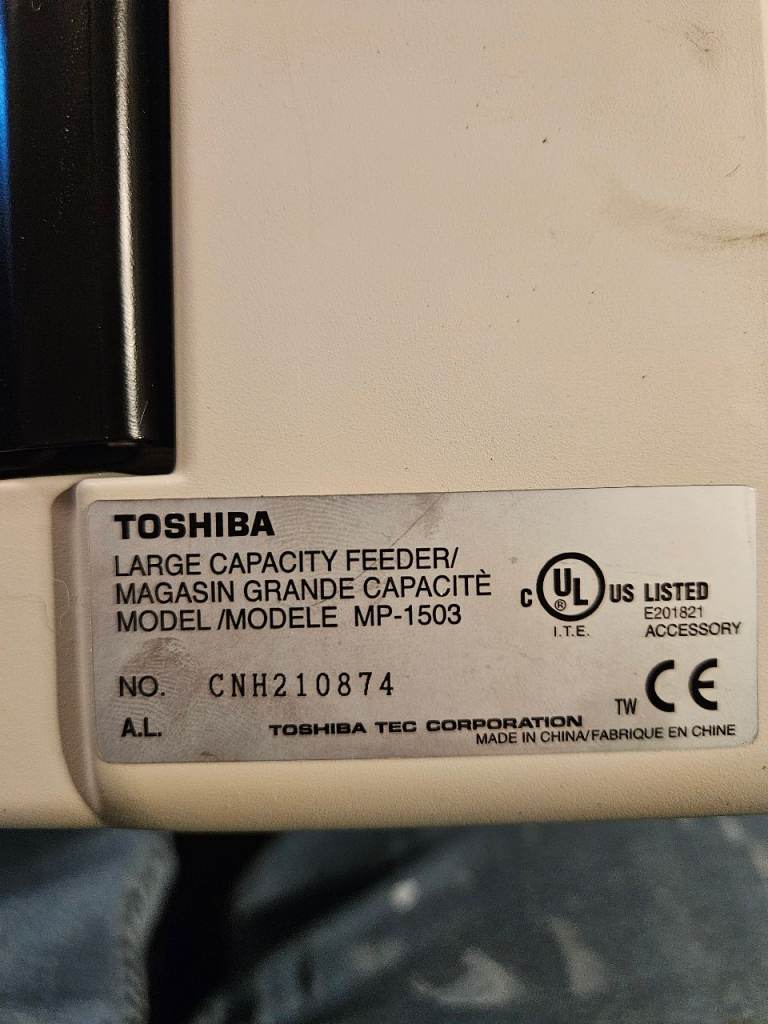 TOSHIBA
LARGE CAPACITY FEEDER/
MAGASIN GRANDE CAPACITÈ
MODEL /MODELE MP-1503
C UL ® US LISTED
I.T.E.
E201821
ACCESSORY
NO. CNH210874
TW CE
A.L.
TOSHIBA TEC CORPORATION
MADE IN CHINA/FABRIQUE EN CHINE